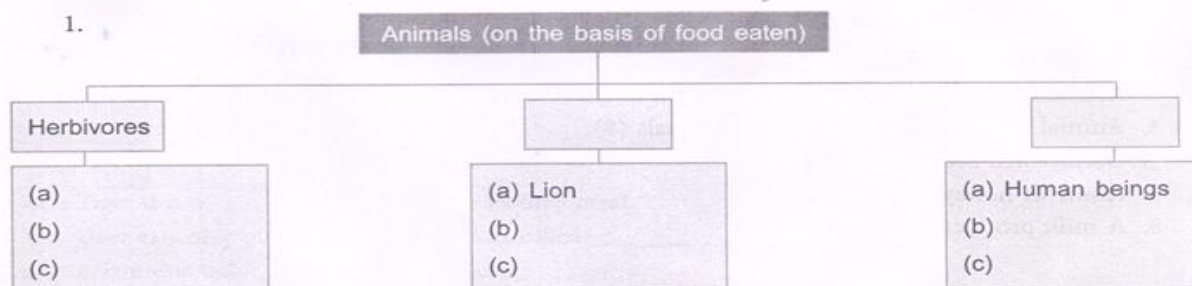 1.
Animals (on the basis of food eaten)
Herbivores
(a)
(b)
(c)
(a) Lion
(b)
(c)
(a) Human beings
(b)
(c)